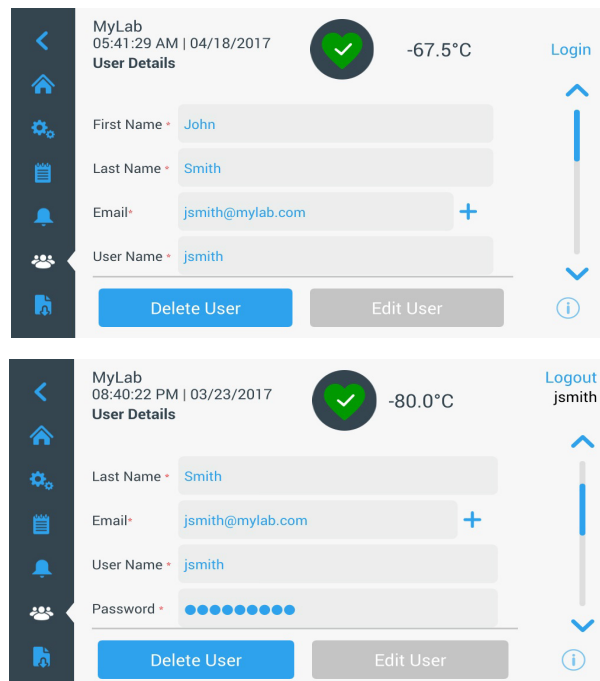 MyLab
05:41:29 AM | 04/18/2017
-67.5°C
Login
User Details
First Name * John
Last Name * Smith
Email* jsmith@mylab.com +
User Name * jsmith
Delete User Edit User
MyLab
08:40:22 PM | 03/23/2017
-80.0°C
Logout
jsmith
User Details
Last Name * Smith
Email* jsmith@mylab.com +
User Name * jsmith
Password * ●●●●●●●●●
Delete User Edit User